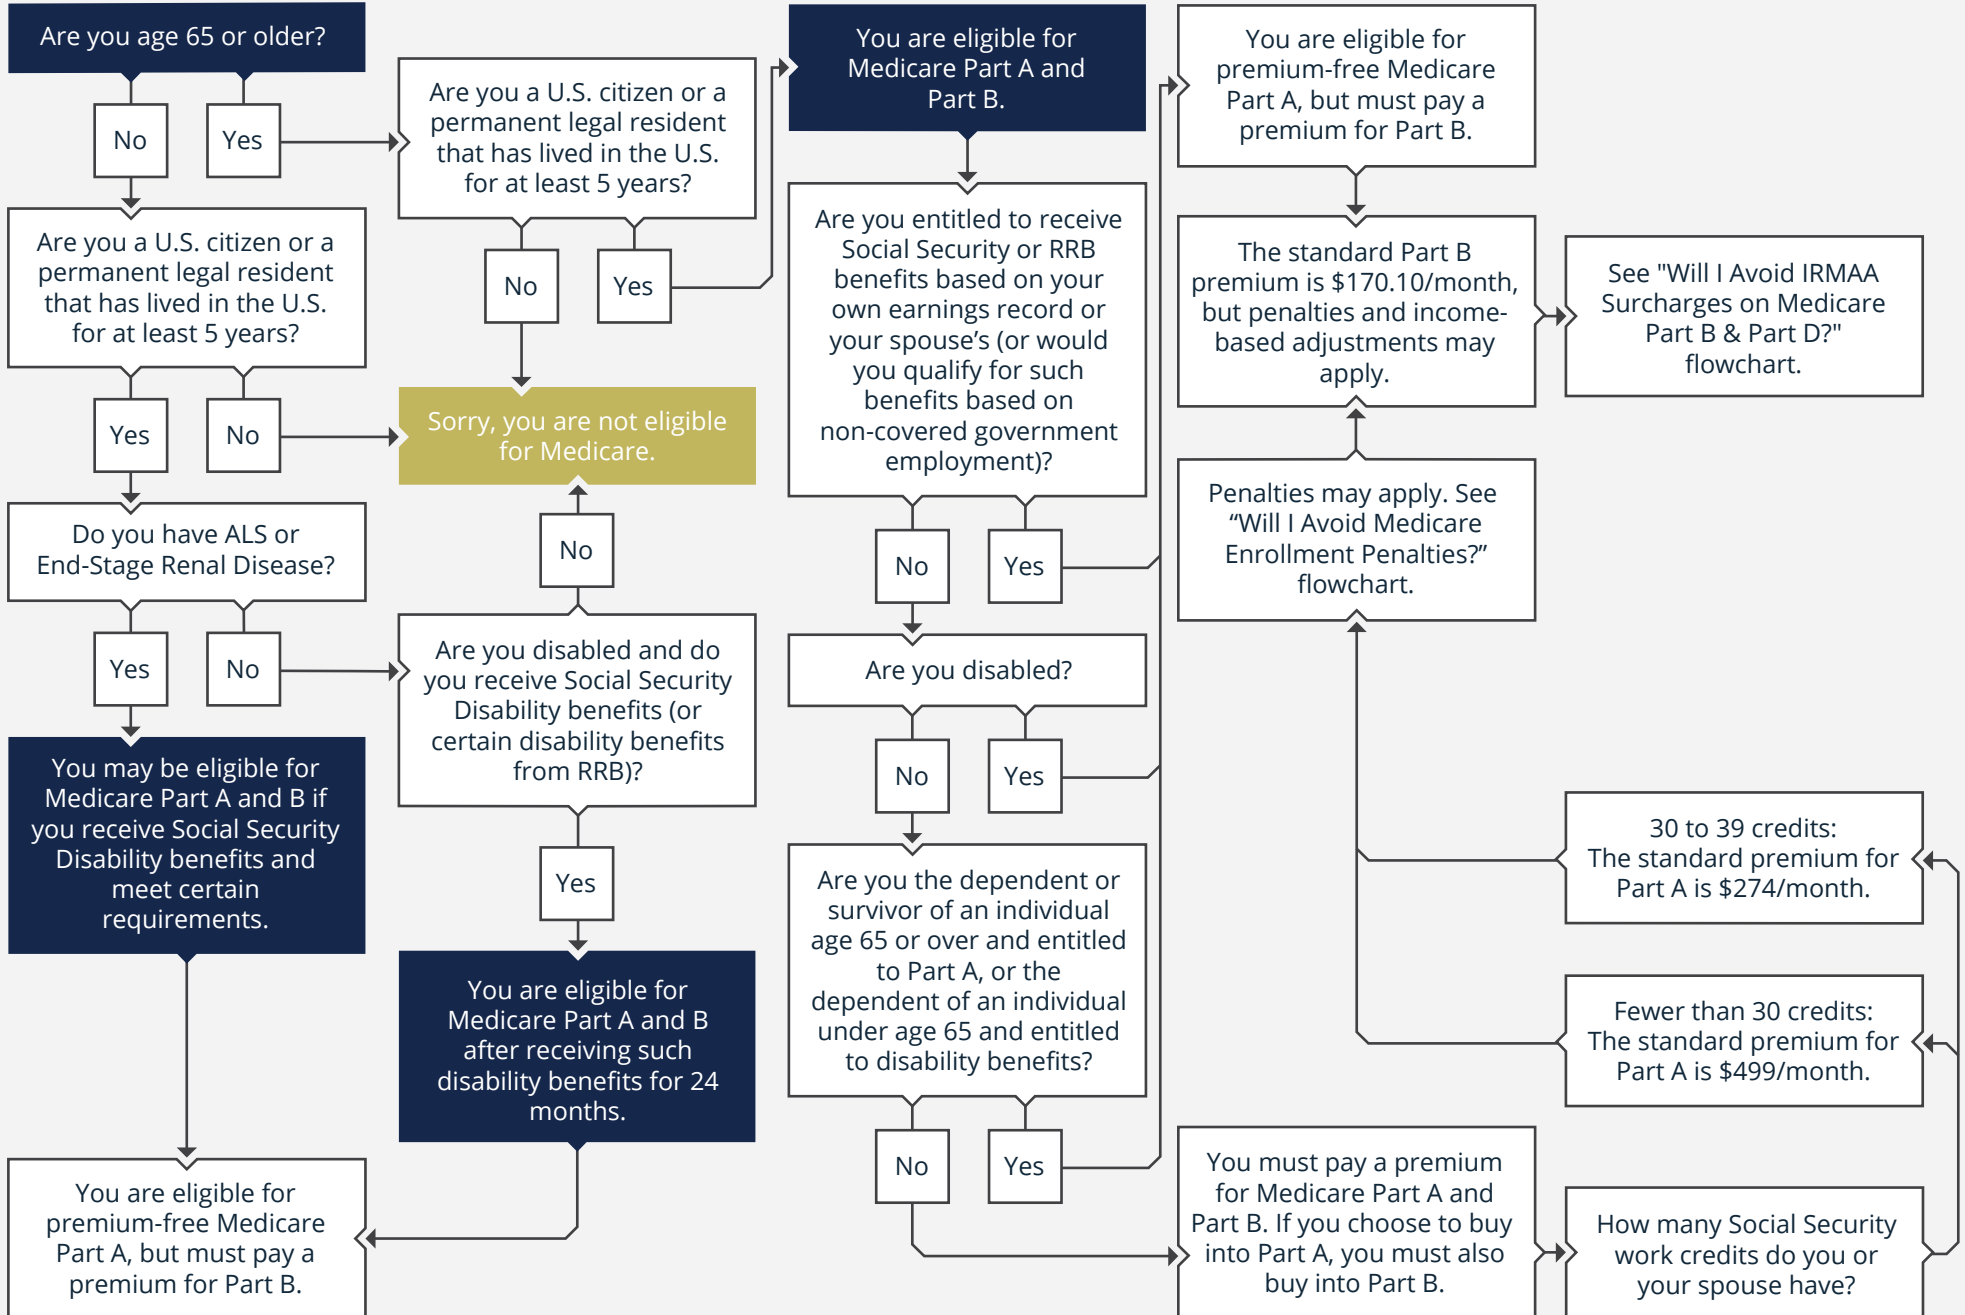 Are you age 65 or older?
No
Yes
Are you a U.S. citizen or a
permanent legal resident
that has lived in the U.S.
for at least 5 years?
Yes
No
Do you have ALS or
End-Stage Renal Disease?
Yes
No
You may be eligible for
Medicare Part A and B if
you receive Social Security
Disability benefits and
meet certain
requirements.
You are eligible for
premium-free Medicare
Part A, but must pay a
premium for Part B.
Are you a U.S. citizen or a
permanent legal resident
that has lived in the U.S.
for at least 5 years?
No
Yes
Sorry, you are not eligible
for Medicare.
No
Are you disabled and do
you receive Social Security
Disability benefits (or
certain disability benefits
from RRB)?
Yes
You are eligible for
Medicare Part A and B
after receiving such
disability benefits for 24
months.
You are eligible for
Medicare Part A and
Part B.
Are you entitled to receive
Social Security or RRB
benefits based on your
own earnings record or
your spouse’s (or would
you qualify for such
benefits based on
non-covered government
employment)?
No
Yes
Are you disabled?
No
Yes
Are you the dependent or
survivor of an individual
age 65 or over and entitled
to Part A, or the
dependent of an individual
under age 65 and entitled
to disability benefits?
No
Yes
You are eligible for
premium-free Medicare
Part A, but must pay a
premium for Part B.
The standard Part B
premium is $170.10/month,
but penalties and income-
based adjustments may
apply.
Penalties may apply. See
“Will I Avoid Medicare
Enrollment Penalties?”
flowchart.
You must pay a premium
for Medicare Part A and
Part B. If you choose to buy
into Part A, you must also
buy into Part B.
See "Will I Avoid IRMAA
Surcharges on Medicare
Part B & Part D?"
flowchart.
30 to 39 credits:
The standard premium for
Part A is $274/month.
Fewer than 30 credits:
The standard premium for
Part A is $499/month.
How many Social Security
work credits do you or
your spouse have?